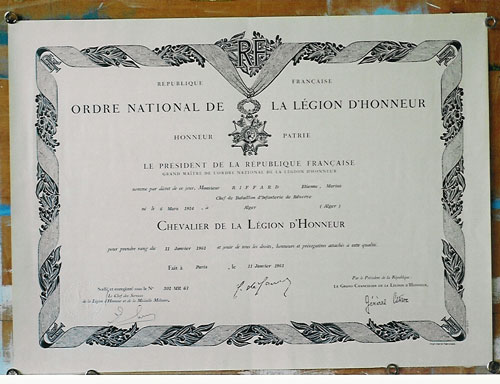 RF
REPUBLIQUE FRANÇAISE
ORDRE NATIONAL DE LA LÉGION D'HONNEUR
HONNEUR PATRIE
LE PRÉSIDENT DE LA RÉPUBLIQUE FRANÇAISE
GRAND MAÎTRE DE L'ORDRE NATIONAL DE LA LÉGION D'HONNEUR
nomme par décret de ce jour, Monsieur RIFFARD Etienne, Marius
Chef de Bataillon d'Infanterie de Réserve
né le 6 Mars 1914 à Alger (Alger)
CHEVALIER DE LA LÉGION D'HONNEUR
pour prendre rang du 11 Janvier 1961 et jouir de tous les droits, honneurs et prérogatives attachés à cette qualité.
Fait à Paris, le 11 Janvier 1961
Par le Président de la République,
Scellé et enregistré sous le N°
Le Chef des Services
LE GRAND CHANCELIER DE LA LÉGION D'HONNEUR,
de la Légion d'Honneur et de la Médaille Militaire,
Général